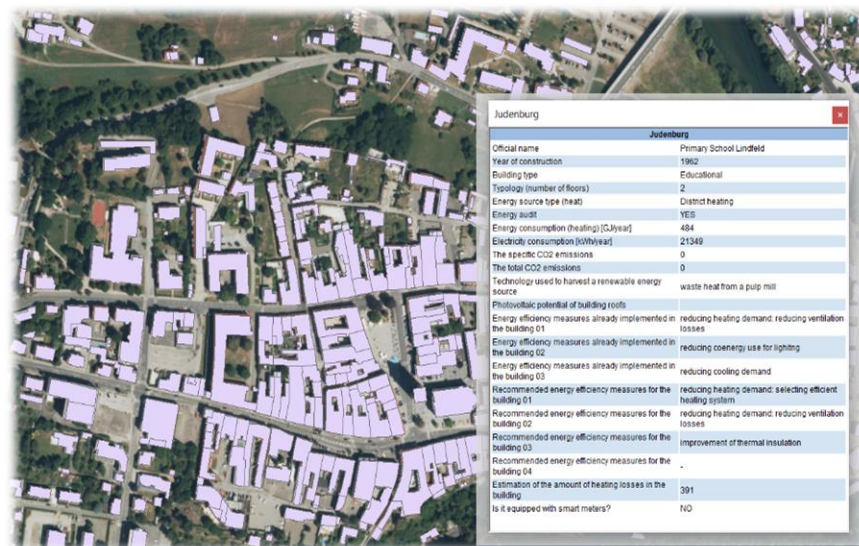 Judenburg
Judenburg
Official name Primary School Lindfeld
Year of construction 1962
Building type Educational
Typology (number of floors) 2
Energy source type (heat) District heating
Energy audit YES
Energy consumption (heating) [GJ/year] 484
Electricity consumption [kWh/year] 21349
The specific CO2 emissions 0
The total CO2 emissions 0
Technology used to harvest a renewable energy
source waste heat from a pulp mill
Photovoltaic potential of building roofs
Energy efficiency measures already implemented in reducing heating demand: reducing ventilation
the building 01 losses
Energy efficiency measures already implemented in
the building 02 reducing coenergy use for lighitng
Energy efficiency measures already implemented in
the building 03 reducing cooling demand
Recommended energy efficiency measures for the reducing heating demand: selecting efficient
building 01 heating system
Recommended energy efficiency measures for the reducing heating demand: reducing ventilation
building 02 losses
Recommended energy efficiency measures for the
building 03 improvement of thermal insulation
Recommended energy efficiency measures for the
building 04 -
Estimation of the amount of heating losses in the
building 391
Is it equipped with smart meters? NO